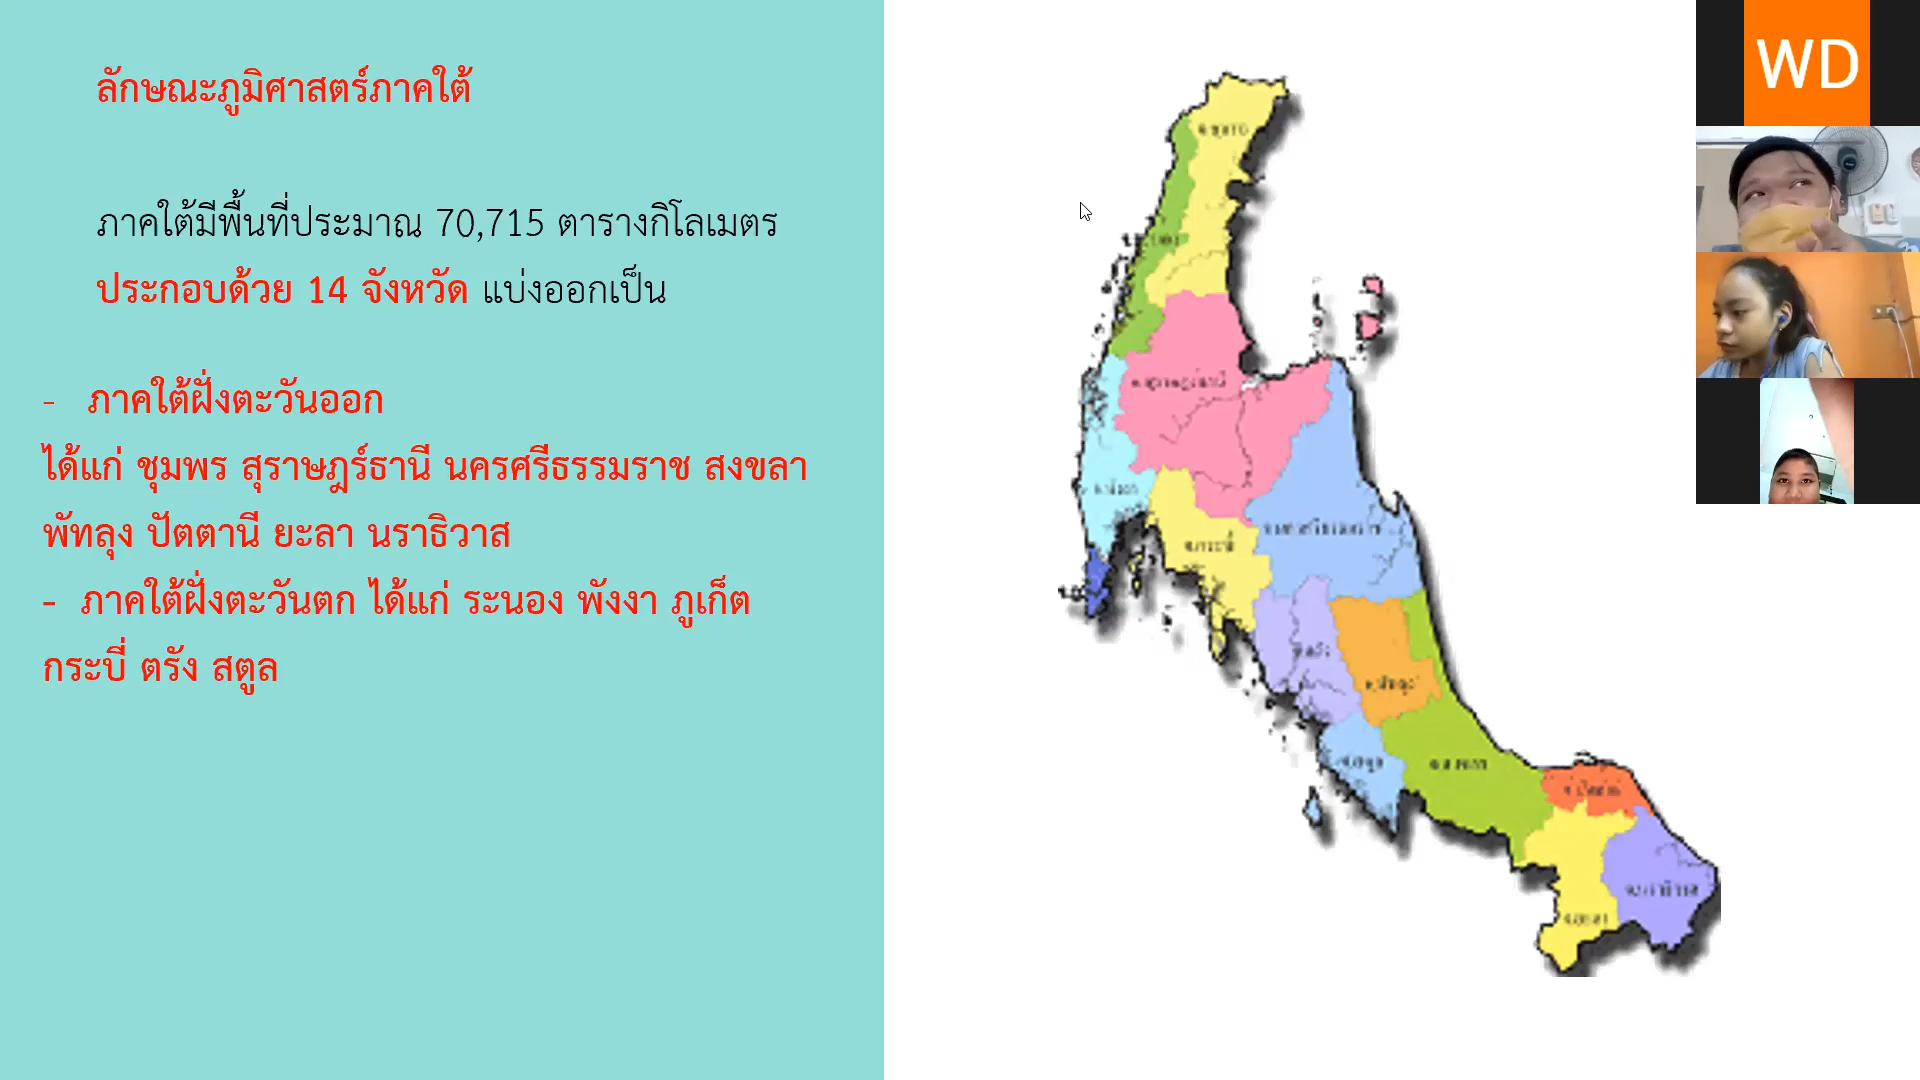 ลักษณะภูมิศาสตร์ภาคใต้
ภาคใต้มีพื้นที่ประมาณ 70,715 ตารางกิโลเมตร
ประกอบด้วย 14 จังหวัด แบ่งออกเป็น
- ภาคใต้ฝั่งตะวันออก
ได้แก่ ชุมพร สุราษฎร์ธานี นครศรีธรรมราช สงขลา
พัทลุง ปัตตานี ยะลา นราธิวาส
- ภาคใต้ฝั่งตะวันตก ได้แก่ ระนอง พังงา ภูเก็ต
กระบี่ ตรัง สตูล
WD